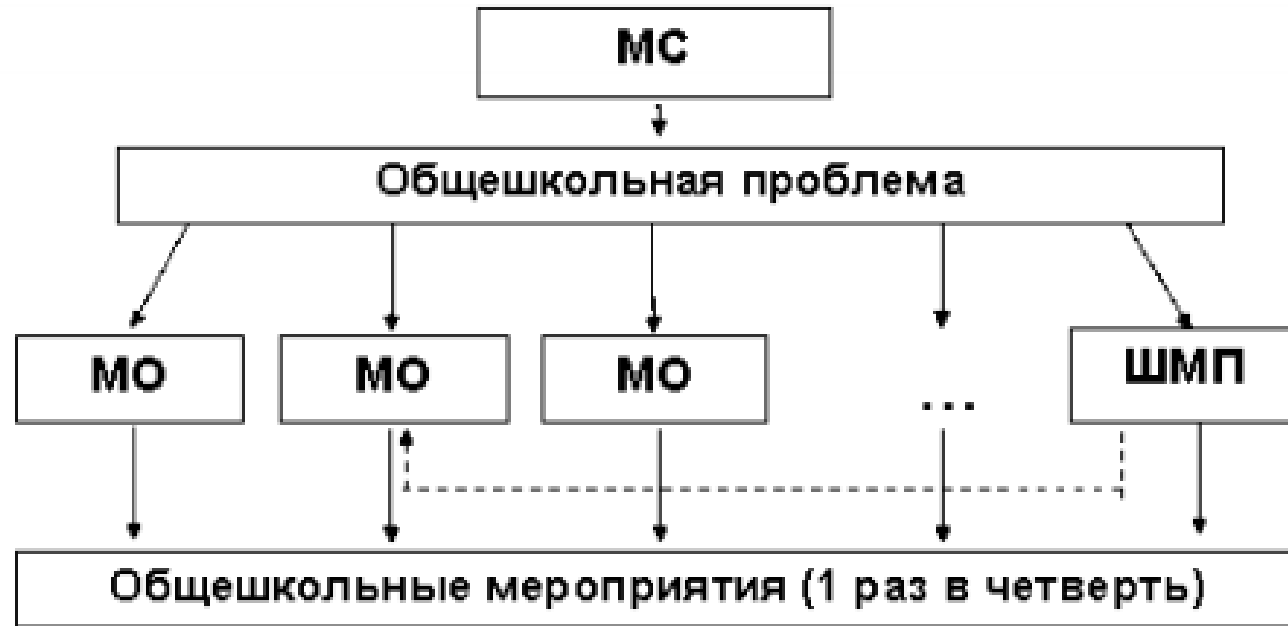 МС
Общешкольная проблема
МО МО МО ... ШМП
Общешкольные мероприятия (1 раз в четверть)